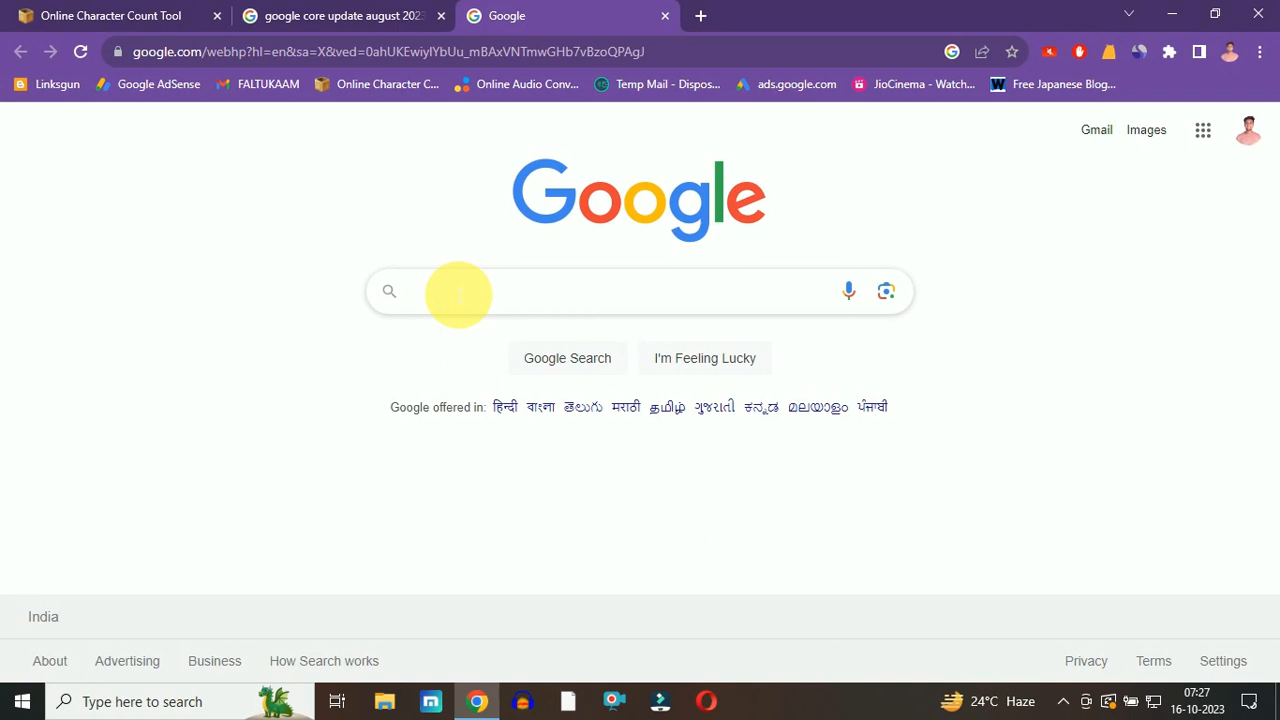 Online Character Count Tool
google core update august 2023
Google
google.com/webhp?hl=en&sa=X&ved=0ahUKEwiyIYbUu_mBAxVNTmwGHb7vBzoQPAgJ
Linksgun
Google AdSense
FALTUKAAM
Online Character C...
Online Audio Conv...
Temp Mail - Dispos...
ads.google.com
JioCinema - Watch...
Free Japanese Blog...
Gmail
Images
Google
Google Search
I'm Feeling Lucky
Google offered in: हिन्दी বাংলা తెలుగు मराठी தமிழ் ગુજરાતી ಕನ್ನಡ മലയാളം ਪੰਜਾਬੀ
India
About
Advertising
Business
How Search works
Privacy
Terms
Settings
Type here to search
24°C Haze
07:27
16-10-2023